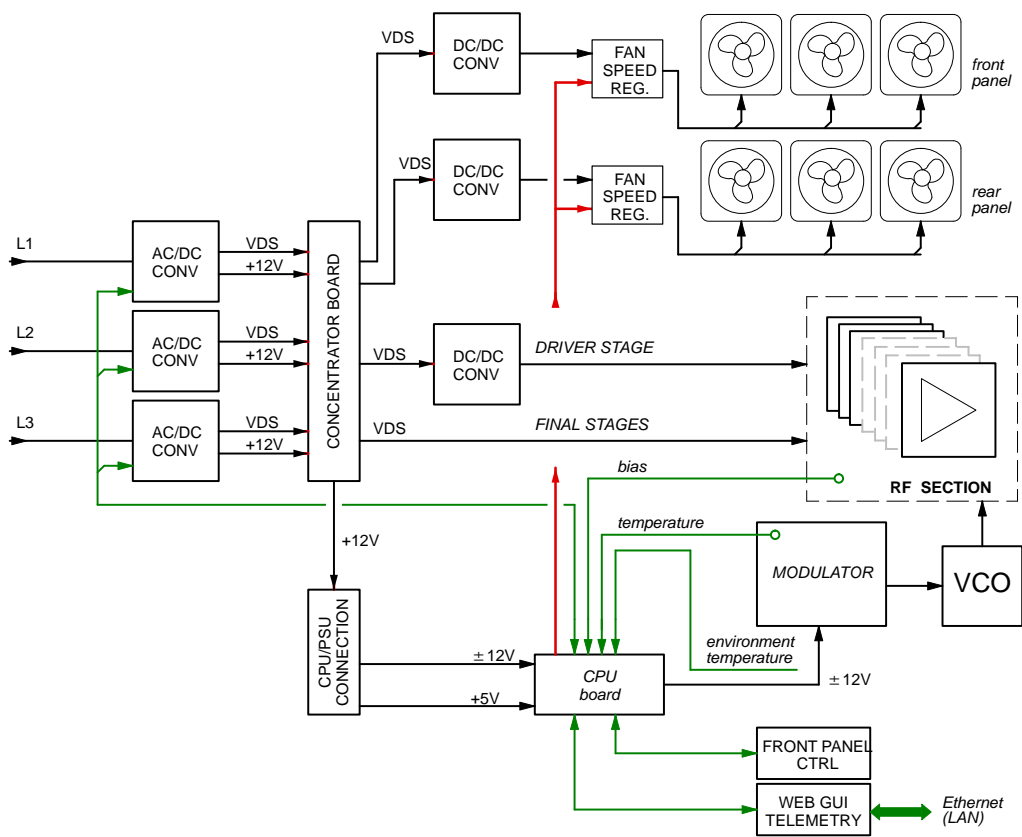 VDS
DC/DC
CONV
FAN
SPEED
REG.
front
panel
VDS
DC/DC
CONV
FAN
SPEED
REG.
rear
panel
L1
AC/DC
CONV
VDS
+12V
L2
AC/DC
CONV
VDS
+12V
L3
AC/DC
CONV
VDS
+12V
CONCENTRATOR BOARD
VDS
DC/DC
CONV
DRIVER STAGE
VDS
FINAL STAGES
RF SECTION
bias
temperature
MODULATOR
VCO
+12V
CPU/PSU
CONNECTION
±12V
+5V
CPU
board
environment
temperature
±12V
FRONT PANEL
CTRL
WEB GUI
TELEMETRY
Ethernet
(LAN)